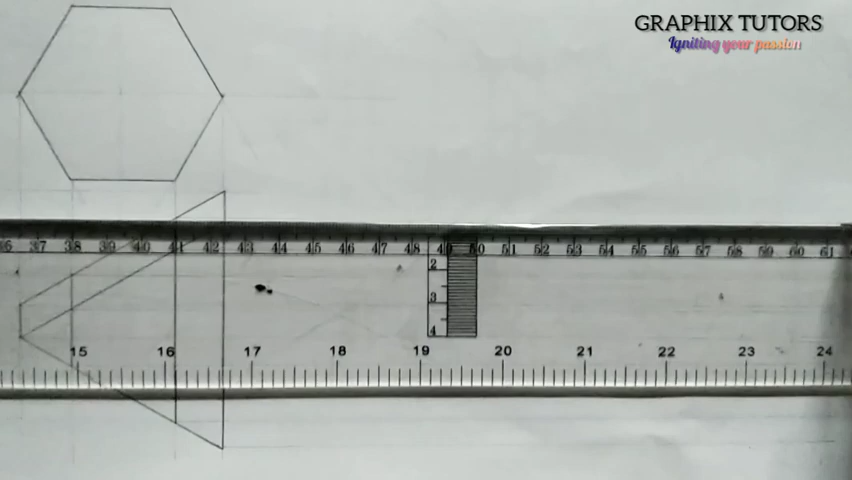 GRAPHIX TUTORS
Igniting your passion
36 37 38 39 40 41 42 43 44 45 46 47 48 49 50 51 52 53 54 55 56 57 58 59 60 61
2
3
4
15 16 17 18 19 20 21 22 23 24